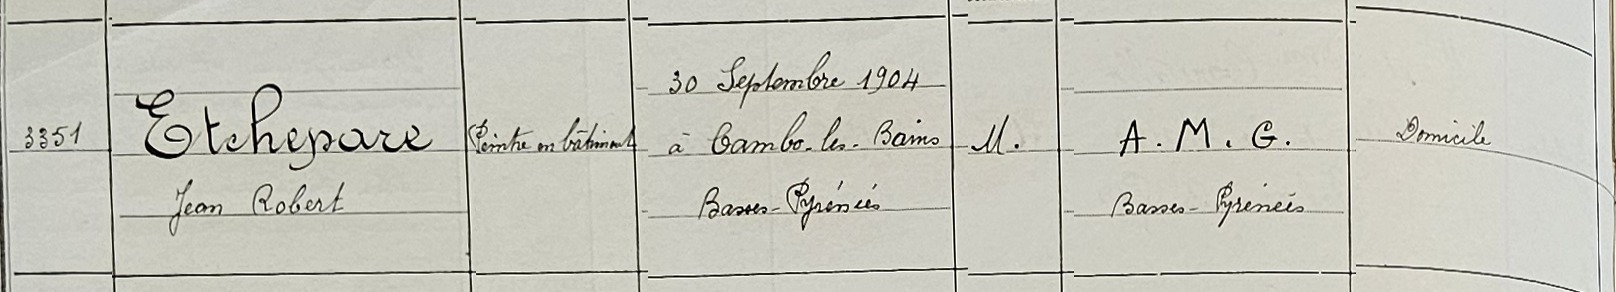 30 Septembre 1904
3351 Etchepare Peintre en bâtiment à Cambo-les-Bains M. A. M. G. Domicile
Jean Robert Basses-Pyrénées Basses-Pyrénées